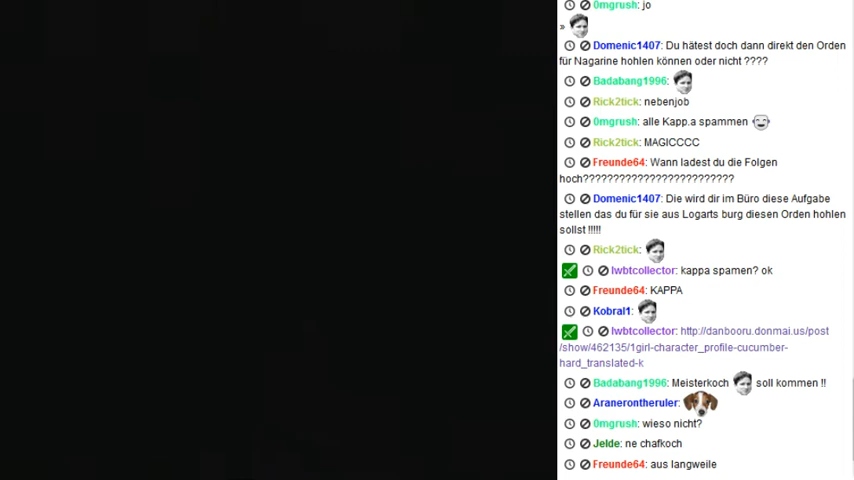 0mgrush: jo
»
Domenic1407: Du hätest doch dann direkt den Orden
für Nagarine hohlen können oder nicht ????
Badabang1996:
Rick2tick: nebenjob
0mgrush: alle Kapp.a spammen
Rick2tick: MAGICCCC
Freunde64: Wann ladest du die Folgen
hoch?????????????????????????
Domenic1407: Die wird dir im Büro diese Aufgabe
stellen das du für sie aus Logarts burg diesen Orden hohlen
sollst !!!!!
Rick2tick:
lwbtcollector: kappa spamen? ok
Freunde64: KAPPA
Kobral1:
lwbtcollector: http://danbooru.donmai.us/post
/show/462135/1girl-character_profile-cucumber-
hard_translated-k
Badabang1996: Meisterkoch soll kommen !!
Aranerontheruler:
0mgrush: wieso nicht?
Jelde: ne chafkoch
Freunde64: aus langweile